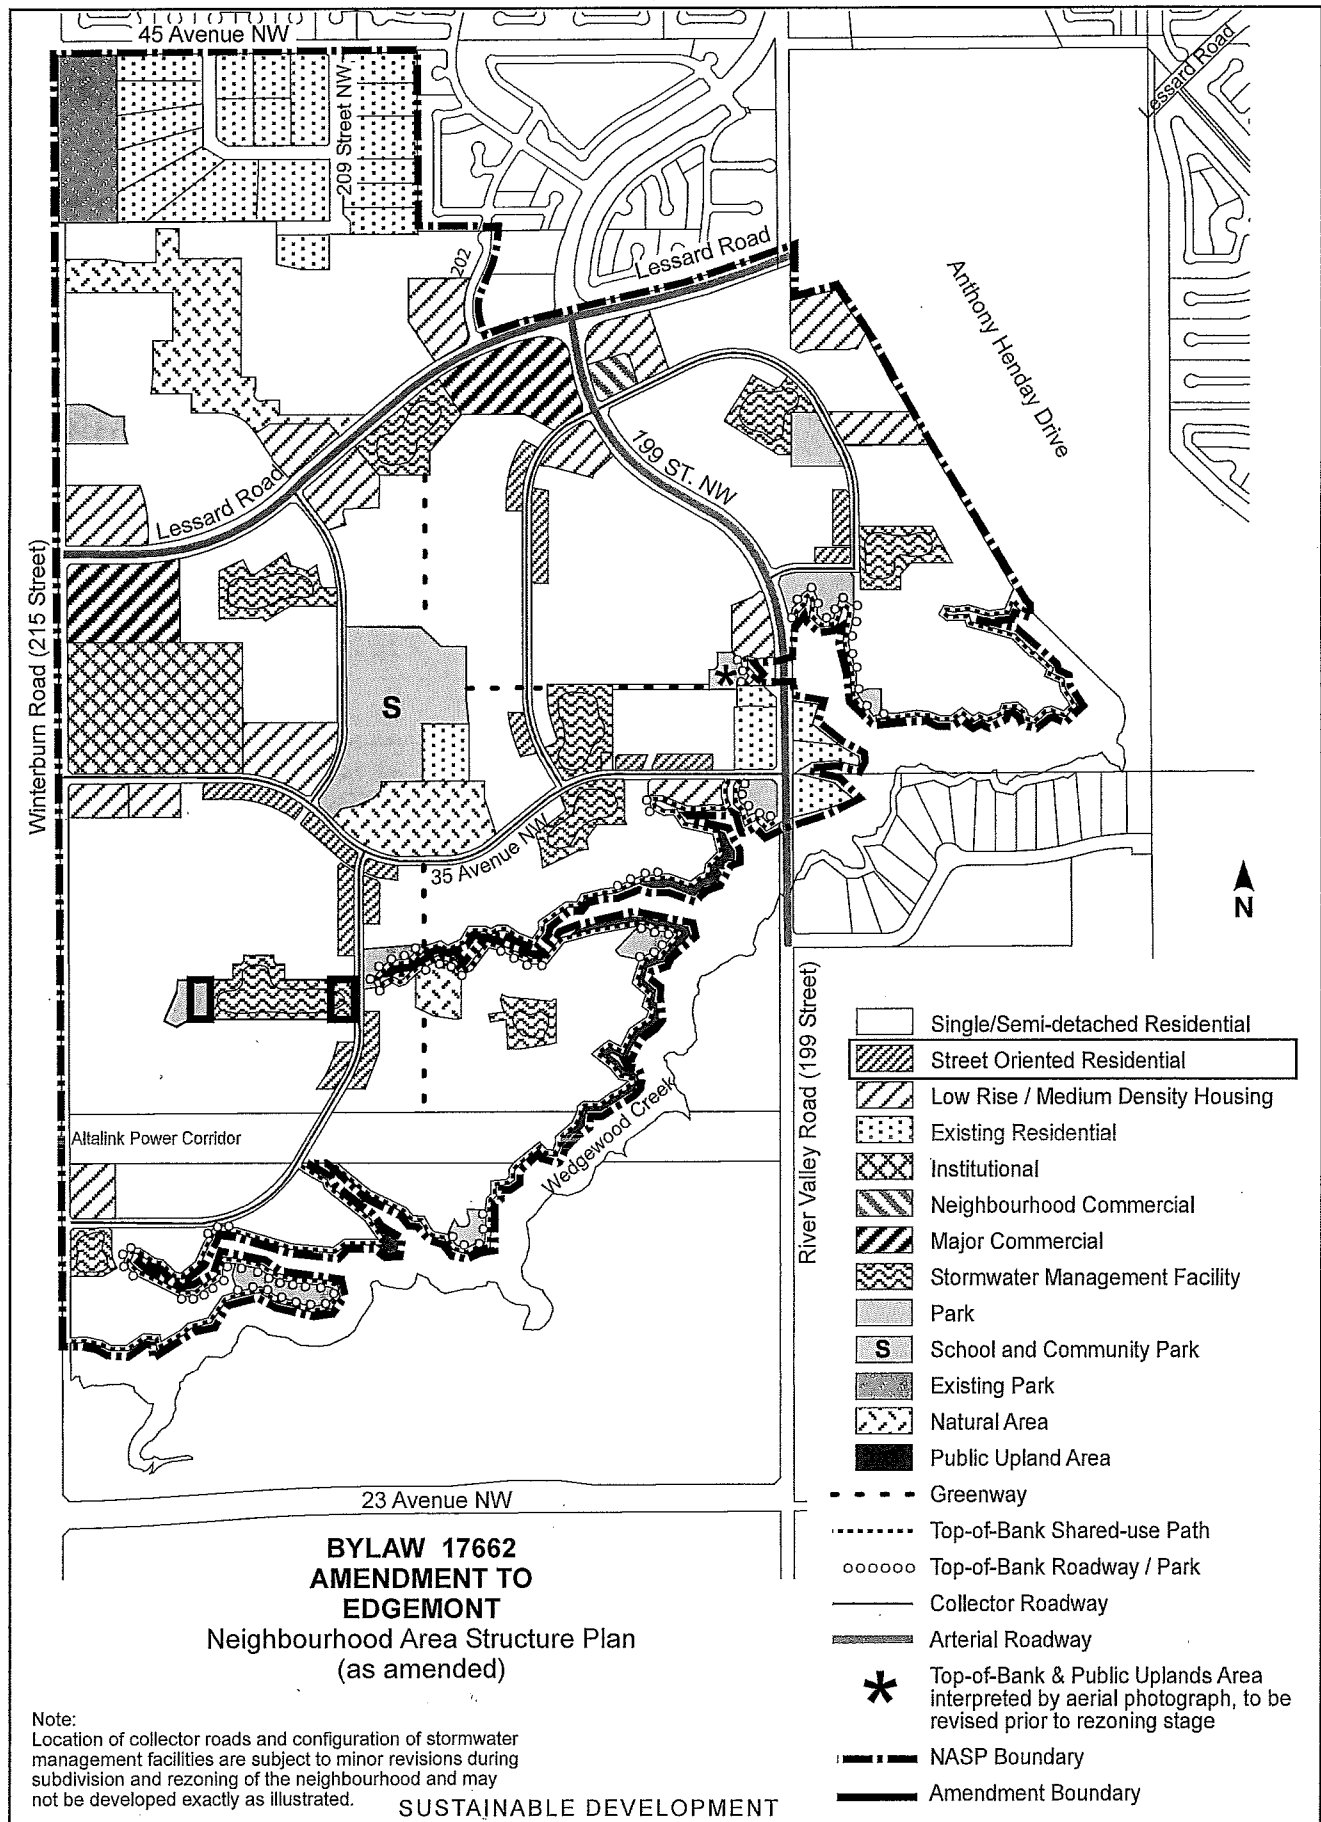 45 Avenue NW
Lessard Road
209 Street NW
202
Lessard Road
Anthony Henday Drive
199 ST. NW
Lessard Road
Winterburn Road (215 Street)
S
*
35 Avenue NW
N
River Valley Road (199 Street)
Altalink Power Corridor
Wedgewood Creek
23 Avenue NW
Single/Semi-detached Residential
Street Oriented Residential
Low Rise / Medium Density Housing
Existing Residential
Institutional
Neighbourhood Commercial
Major Commercial
Stormwater Management Facility
Park
S School and Community Park
Existing Park
Natural Area
Public Upland Area
Greenway
Top-of-Bank Shared-use Path
Top-of-Bank Roadway / Park
Collector Roadway
Arterial Roadway
* Top-of-Bank & Public Uplands Area
interpreted by aerial photograph, to be
revised prior to rezoning stage
NASP Boundary
Amendment Boundary
BYLAW 17662
AMENDMENT TO
EDGEMONT
Neighbourhood Area Structure Plan
(as amended)
Note:
Location of collector roads and configuration of stormwater
management facilities are subject to minor revisions during
subdivision and rezoning of the neighbourhood and may
not be developed exactly as illustrated.
SUSTAINABLE DEVELOPMENT